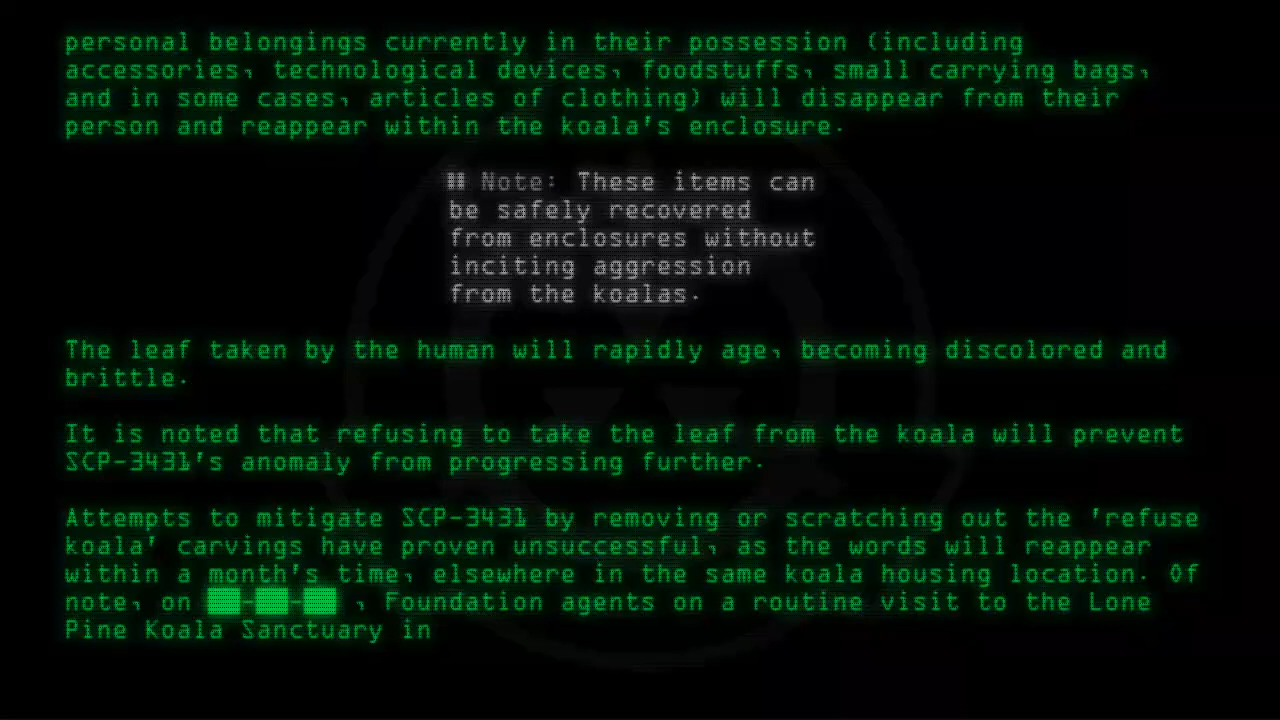 personal belongings currently in their possession (including
accessories, technological devices, foodstuffs, small carrying bags,
and in some cases, articles of clothing) will disappear from their
person and reappear within the koala's enclosure.
Note: These items can
be safely recovered
from enclosures without
inciting aggression
from the koalas.
The leaf taken by the human will rapidly age, becoming discolored and
brittle.
It is noted that refusing to take the leaf from the koala will prevent
SCP-3431's anomaly from progressing further.
Attempts to mitigate SCP-3431 by removing or scratching out the 'refuse
koala' carvings have proven unsuccessful, as the words will reappear
within a month's time, elsewhere in the same koala housing location. Of
note, on ██-██-██ , Foundation agents on a routine visit to the Lone
Pine Koala Sanctuary in